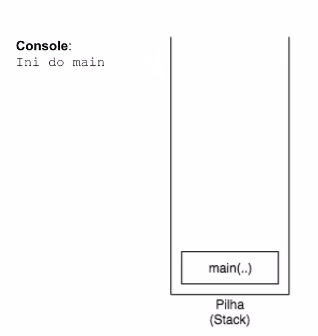 Console:
Ini do main
main(..)
Pilha
(Stack)